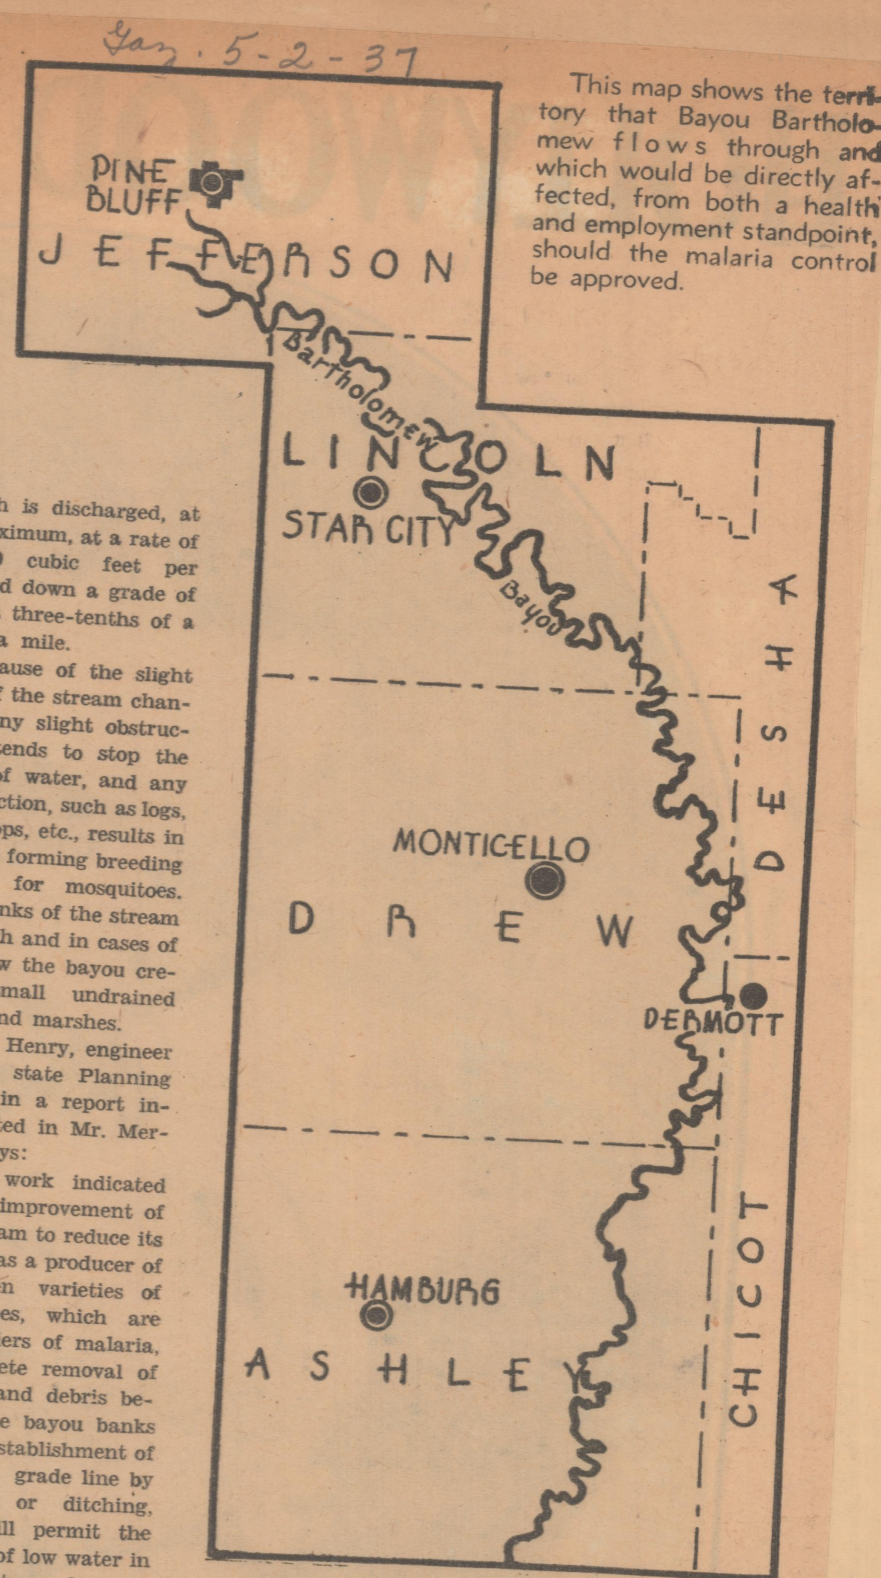 Gaz. 5-2-37
This map shows the terri-
tory that Bayou Bartholo-
mew flows through and
which would be directly af-
fected, from both a health
and employment standpoint,
should the malaria control
be approved.
PINE
BLUFF
JEFFERSON
Bartholomew
LINCOLN
STAR CITY
Bayou
DESHA
MONTICELLO
DREW
DERMOTT
HAMBURG
ASHLEY
CHICOT
h is discharged, at
ximum, at a rate of
cubic feet per
d down a grade of
three-tenths of a
a mile.
ause of the slight
f the stream chan-
ny slight obstruc-
tends to stop the
of water, and any
ction, such as logs,
ops, etc., results in
forming breeding
for mosquitoes.
nks of the stream
h and in cases of
w the bayou cre-
mall undrained
nd marshes.
Henry, engineer
state Planning
in a report in-
ted in Mr. Mer-
ys:
work indicated
improvement of
am to reduce its
as a producer of
n varieties of
es, which are
ers of malaria,
ete removal of
and debris be-
e bayou banks
stablishment of
grade line by
or ditching,
ll permit the
of low water in